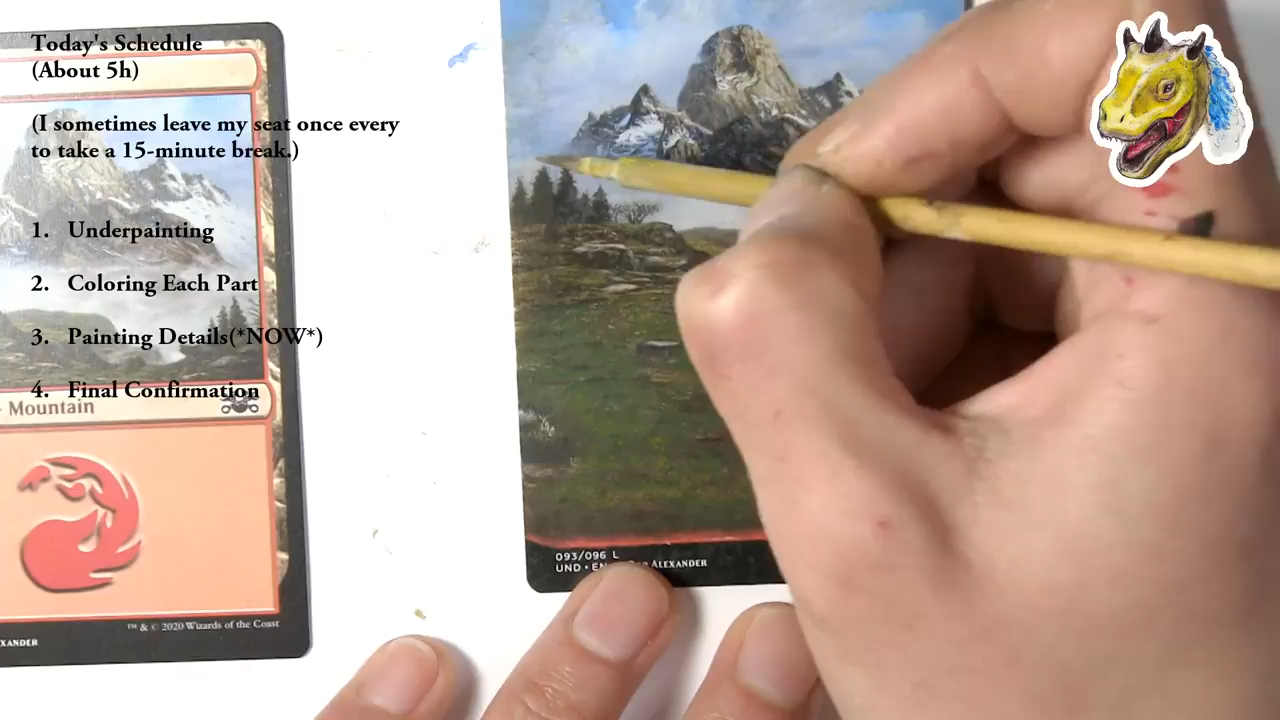 Today's Schedule
(About 5h)
(I sometimes leave my seat once every
to take a 15-minute break.)
1. Underpainting
2. Coloring Each Part
3. Painting Details(*NOW*)
4. Final Confirmation
Mountain
™ & © 2020 Wizards of the Coast
XANDER
093/096 L
UND • EN
ALEXANDER